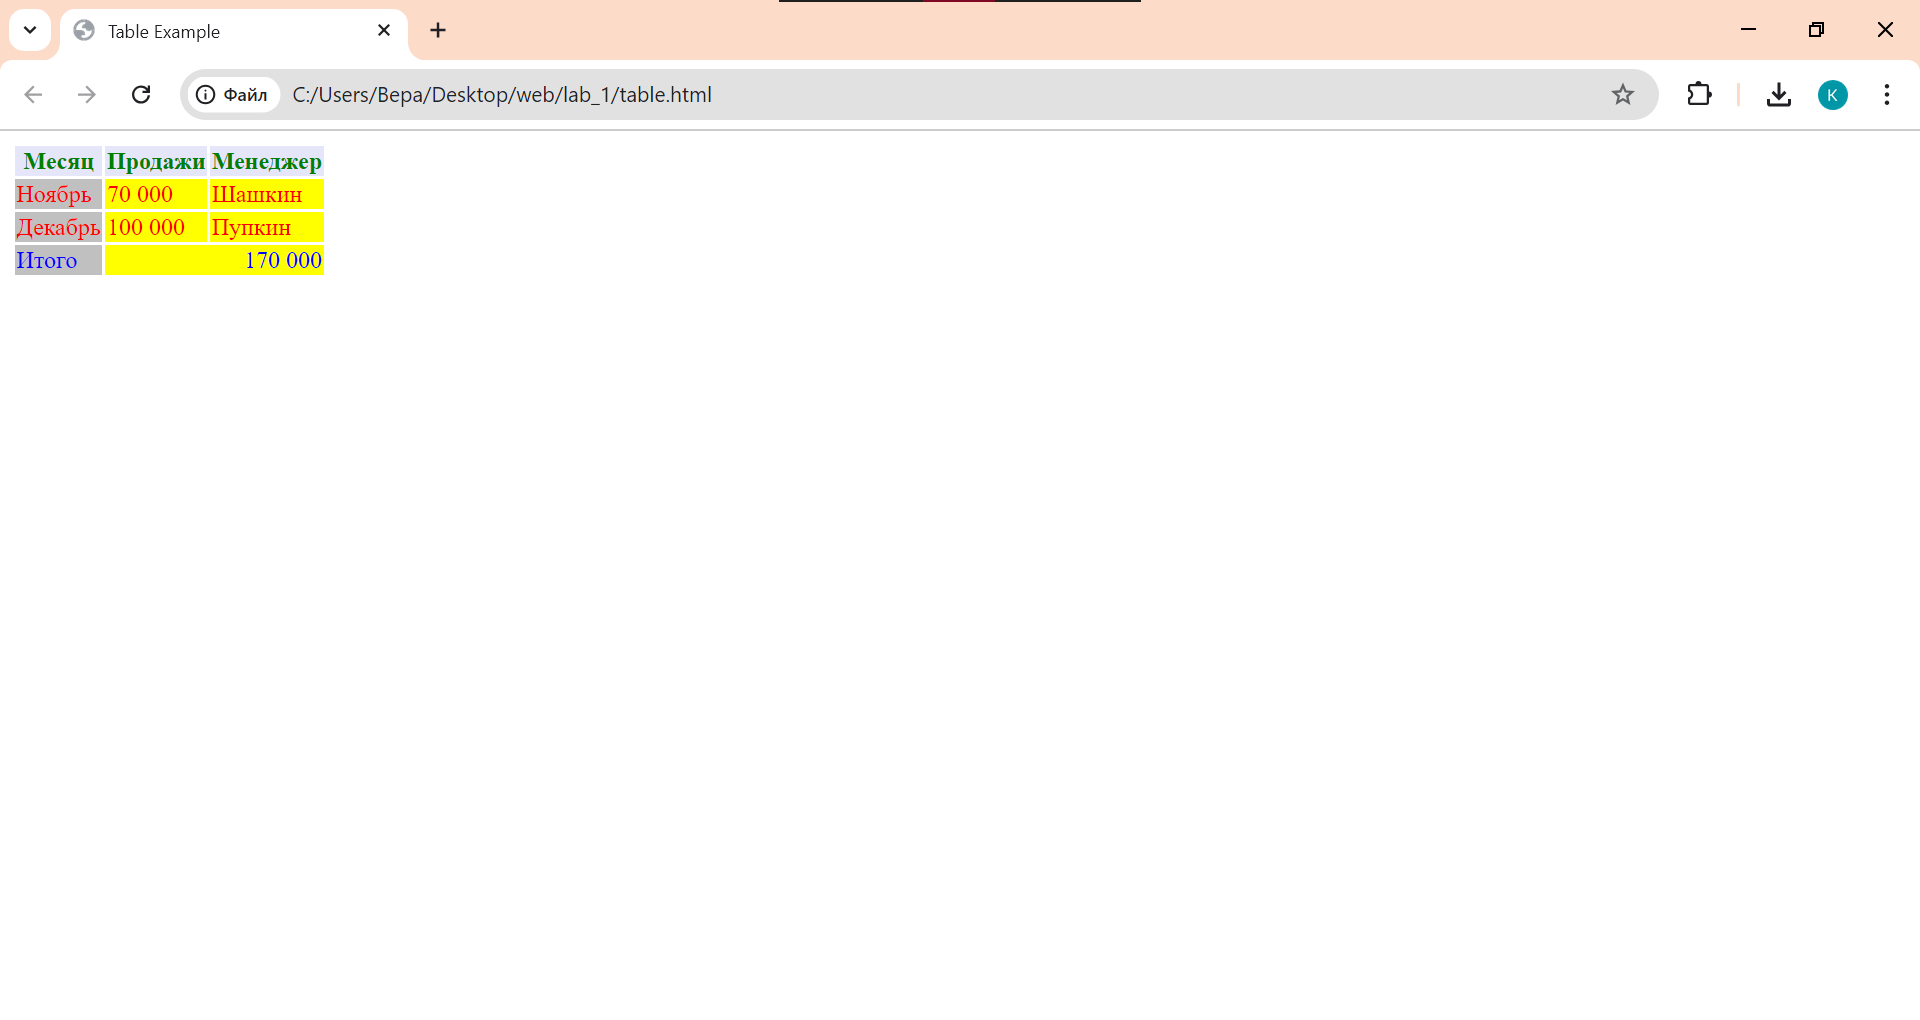 Table Example
Файл C:/Users/Вера/Desktop/web/lab_1/table.html
K
Месяц Продажи Менеджер
Ноябрь 70 000 Шашкин
Декабрь 100 000 Пупкин
Итого 170 000